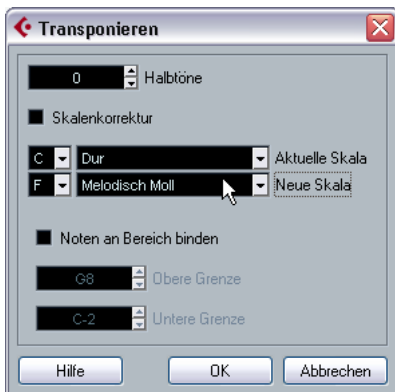 Transponieren
0 Halbtöne
Skalenkorrektur
C Dur Aktuelle Skala
F Melodisch Moll Neue Skala
Noten an Bereich binden
G8 Obere Grenze
C-2 Untere Grenze
Hilfe OK Abbrechen